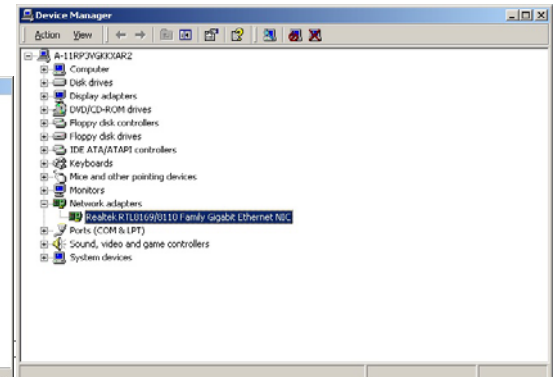 Device Manager
Action View
A-11RP3VGKKXAR2
Computer
Disk drives
Display adapters
DVD/CD-ROM drives
Floppy disk controllers
Floppy disk drives
IDE ATA/ATAPI controllers
Keyboards
Mice and other pointing devices
Monitors
Network adapters
Realtek RTL8169/8110 Family Gigabit Ethernet NIC
Ports (COM & LPT)
Sound, video and game controllers
System devices